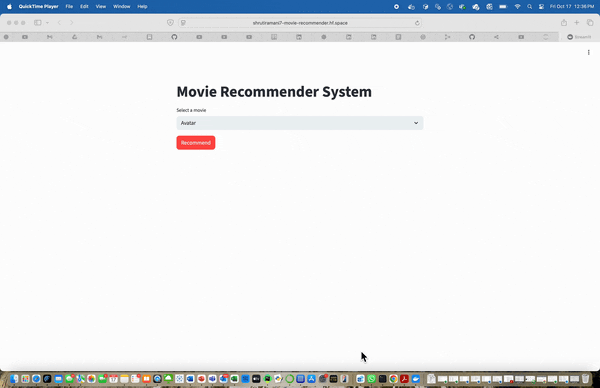 QuickTime Player File Edit View Window Help Fri Oct 17 12:38 PM
shrutiramani7-movie-recommender.hf.space
Streamlit
Movie Recommender System
Select a movie
Avatar
Recommend